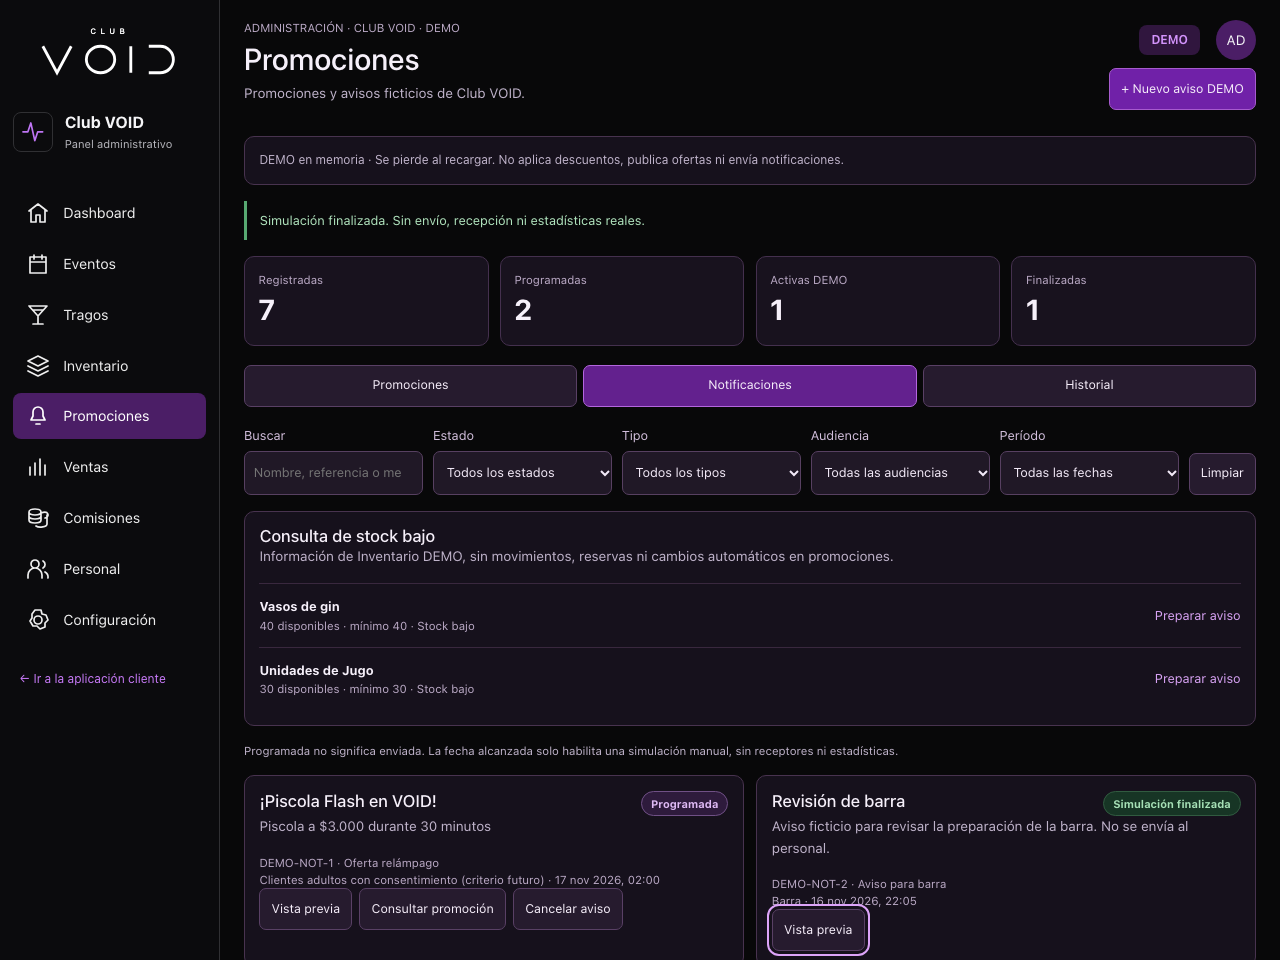 CLUB
VOID
Club VOID
Panel administrativo
Dashboard
Eventos
Tragos
Inventario
Promociones
Ventas
Comisiones
Personal
Configuración
← Ir a la aplicación cliente
ADMINISTRACIÓN · CLUB VOID · DEMO
Promociones
Promociones y avisos ficticios de Club VOID.
DEMO
AD
+ Nuevo aviso DEMO
DEMO en memoria · Se pierde al recargar. No aplica descuentos, publica ofertas ni envía notificaciones.
Simulación finalizada. Sin envío, recepción ni estadísticas reales.
Registradas
7
Programadas
2
Activas DEMO
1
Finalizadas
1
Promociones
Notificaciones
Historial
Buscar
Nombre, referencia o me
Estado
Todos los estados
Tipo
Todos los tipos
Audiencia
Todas las audiencias
Período
Todas las fechas
Limpiar
Consulta de stock bajo
Información de Inventario DEMO, sin movimientos, reservas ni cambios automáticos en promociones.
Vasos de gin
40 disponibles · mínimo 40 · Stock bajo
Preparar aviso
Unidades de Jugo
30 disponibles · mínimo 30 · Stock bajo
Preparar aviso
Programada no significa enviada. La fecha alcanzada solo habilita una simulación manual, sin receptores ni estadísticas.
¡Piscola Flash en VOID!
Programada
Piscola a $3.000 durante 30 minutos
DEMO-NOT-1 · Oferta relámpago
Clientes adultos con consentimiento (criterio futuro) · 17 nov 2026, 02:00
Vista previa
Consultar promoción
Cancelar aviso
Revisión de barra
Simulación finalizada
Aviso ficticio para revisar la preparación de la barra. No se envía al
personal.
DEMO-NOT-2 · Aviso para barra
Barra · 16 nov 2026, 22:05
Vista previa